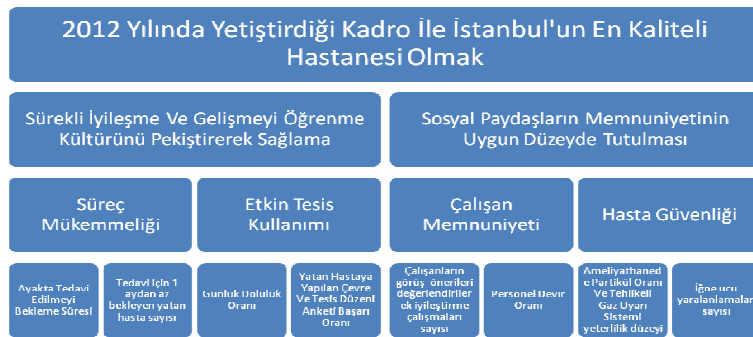 2012 Yılında Yetiştirdiği Kadro İle İstanbul'un En Kaliteli
Hastanesi Olmak
Sürekli İyileşme Ve Gelişmeyi Öğrenme
Kültürünü Pekiştirerek Sağlama
Sosyal Paydaşların Memnuniyetinin
Uygun Düzeyde Tutulması
Süreç
Mükemmeliği
Etkin Tesis
Kullanımı
Çalışan
Memnuniyeti
Hasta Güvenliği
Ayakta Tedavi
Edilmeyi
Bekleme Süresi
Tedavi İçin 1
aydan az
bekleyen yatan
hasta sayısı
Günlük Doluluk
Oranı
Yatan Hastaya
Yapılan Çevre
Ve Tesis Düzeni
Anketi Başarı
Oranı
Çalışanların
görüş önerileri
değerlendiriler
ek iyileştirme
çalışmaları
sayısı
Personel Devir
Oranı
Ameliyathaned
e Partikül Oranı
Ve Tehlikeli
Gaz Uyarı
Sistemi
yeterlilik düzeyi
İğne ucu
yaralanmaları
sayısı